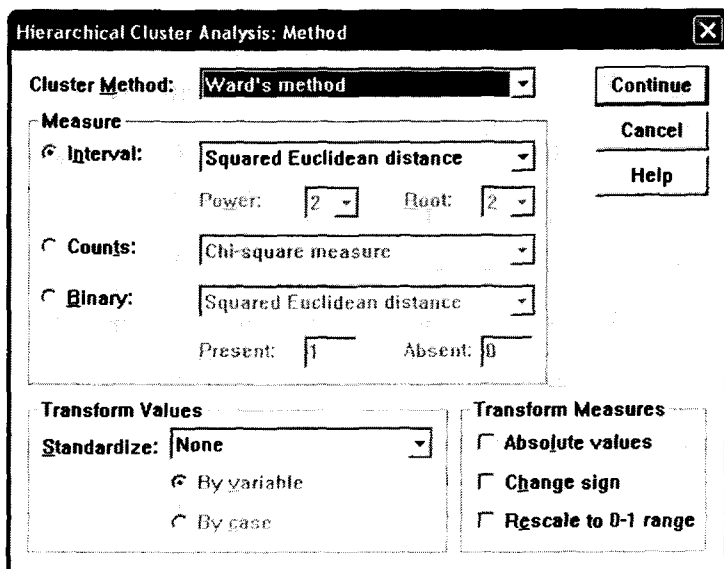 Hierarchical Cluster Analysis: Method
Cluster Method: Ward's method
Continue
Measure
Cancel
Interval: Squared Euclidean distance
Help
Power: 2 Root: 2
Counts: Chi-square measure
Binary: Squared Euclidean distance
Present: 1 Absent: 0
Transform Values
Standardize: None
By variable
By case
Transform Measures
Absolute values
Change sign
Rescale to 0-1 range